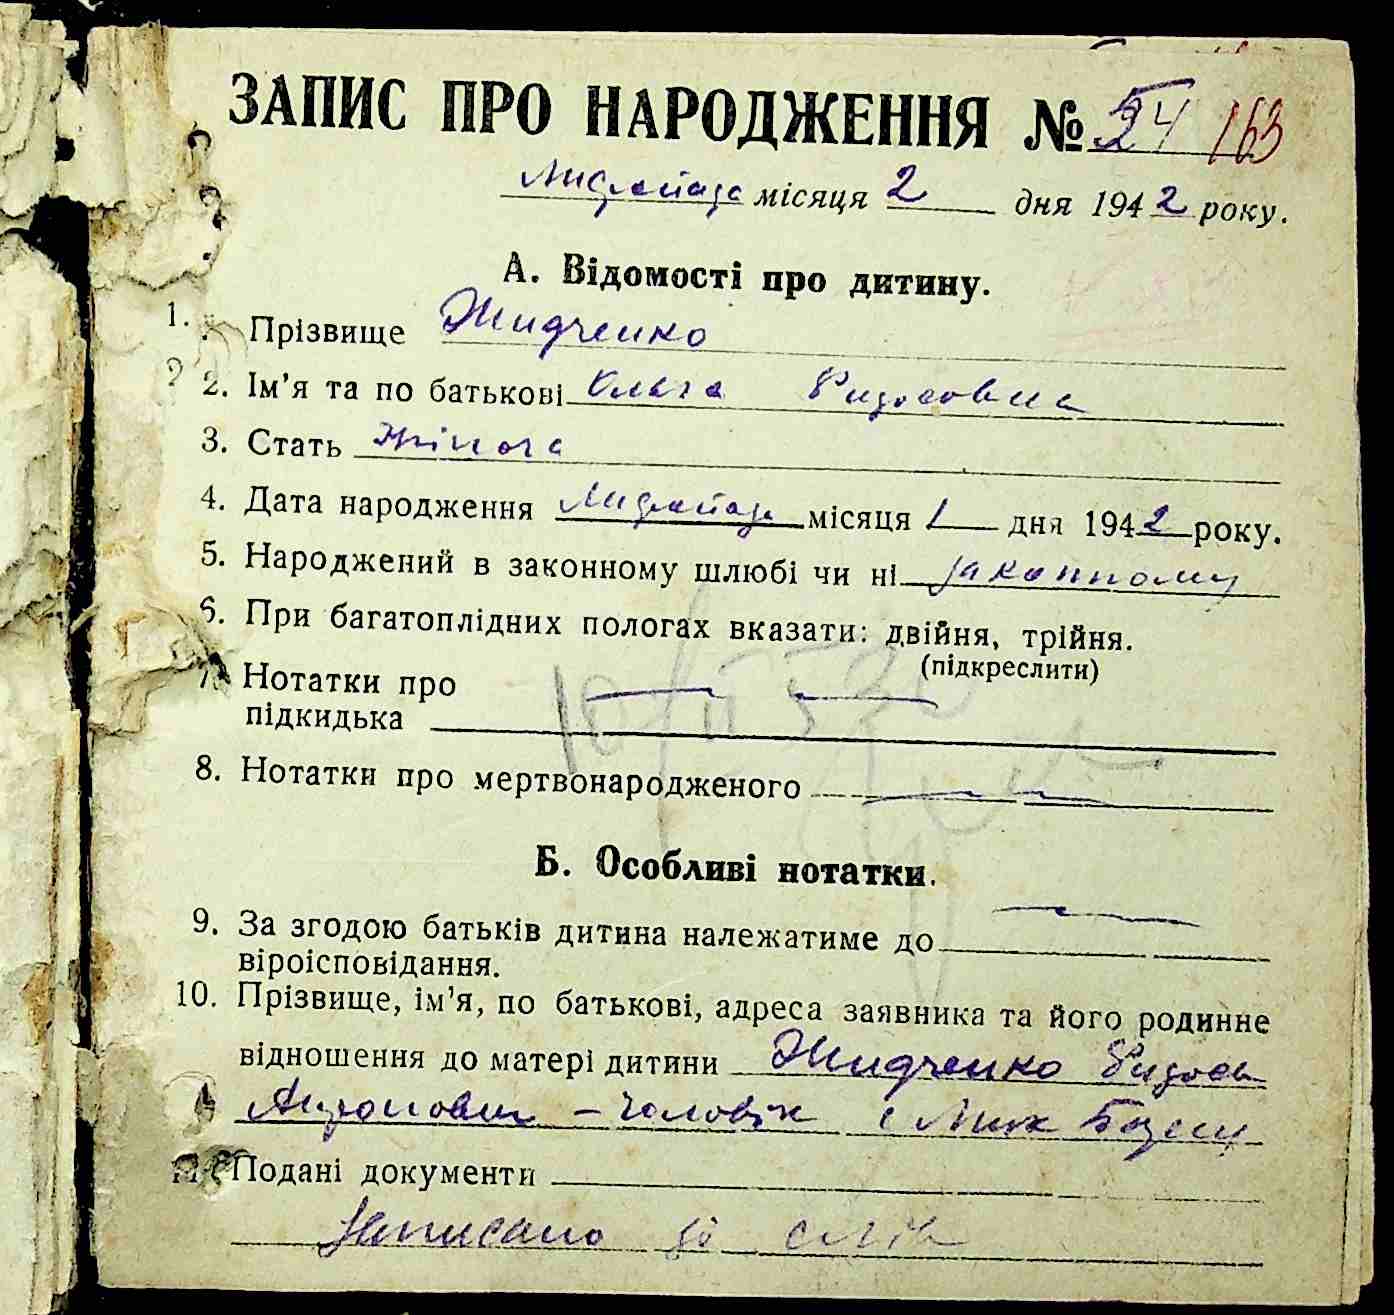 ЗАПИС ПРО НАРОДЖЕННЯ № 24 163
Листопада місяця 2 дня 1942 року.
А. Відомості про дитину.
1. Прізвище Жидченко
2. Ім'я та по батькові Ольга
3. Стать Жіноча
4. Дата народження Листопада місяця 1 дня 1942 року.
5. Народжений в законному шлюбі чи ні законному
6. При багатоплідних пологах вказати: двійня, трійня.
(підкреслити)
7. Нотатки про
підкидька
8. Нотатки про мертвонародженого
Б. Особливі нотатки.
9. За згодою батьків дитина належатиме до
віроісповідання.
10. Прізвище, ім'я, по батькові, адреса заявника та його родинне
відношення до матері дитини Жидченко
– чоловік с
Подані документи
Записано зі слів